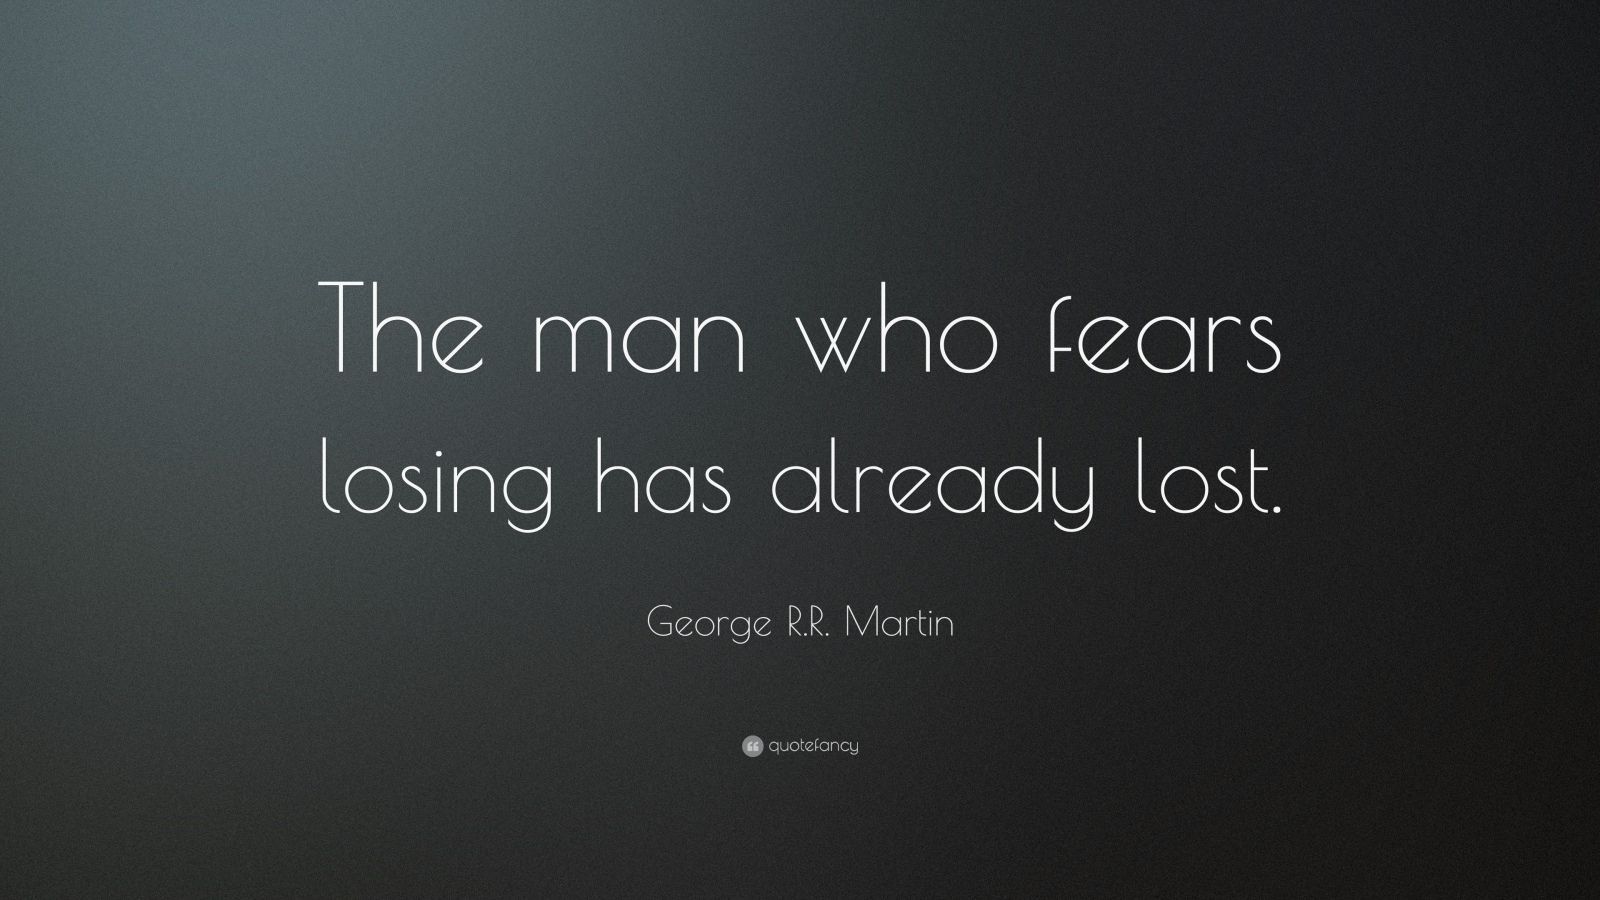 The man who fears
losing has already lost.
George R.R. Martin
quotefancy